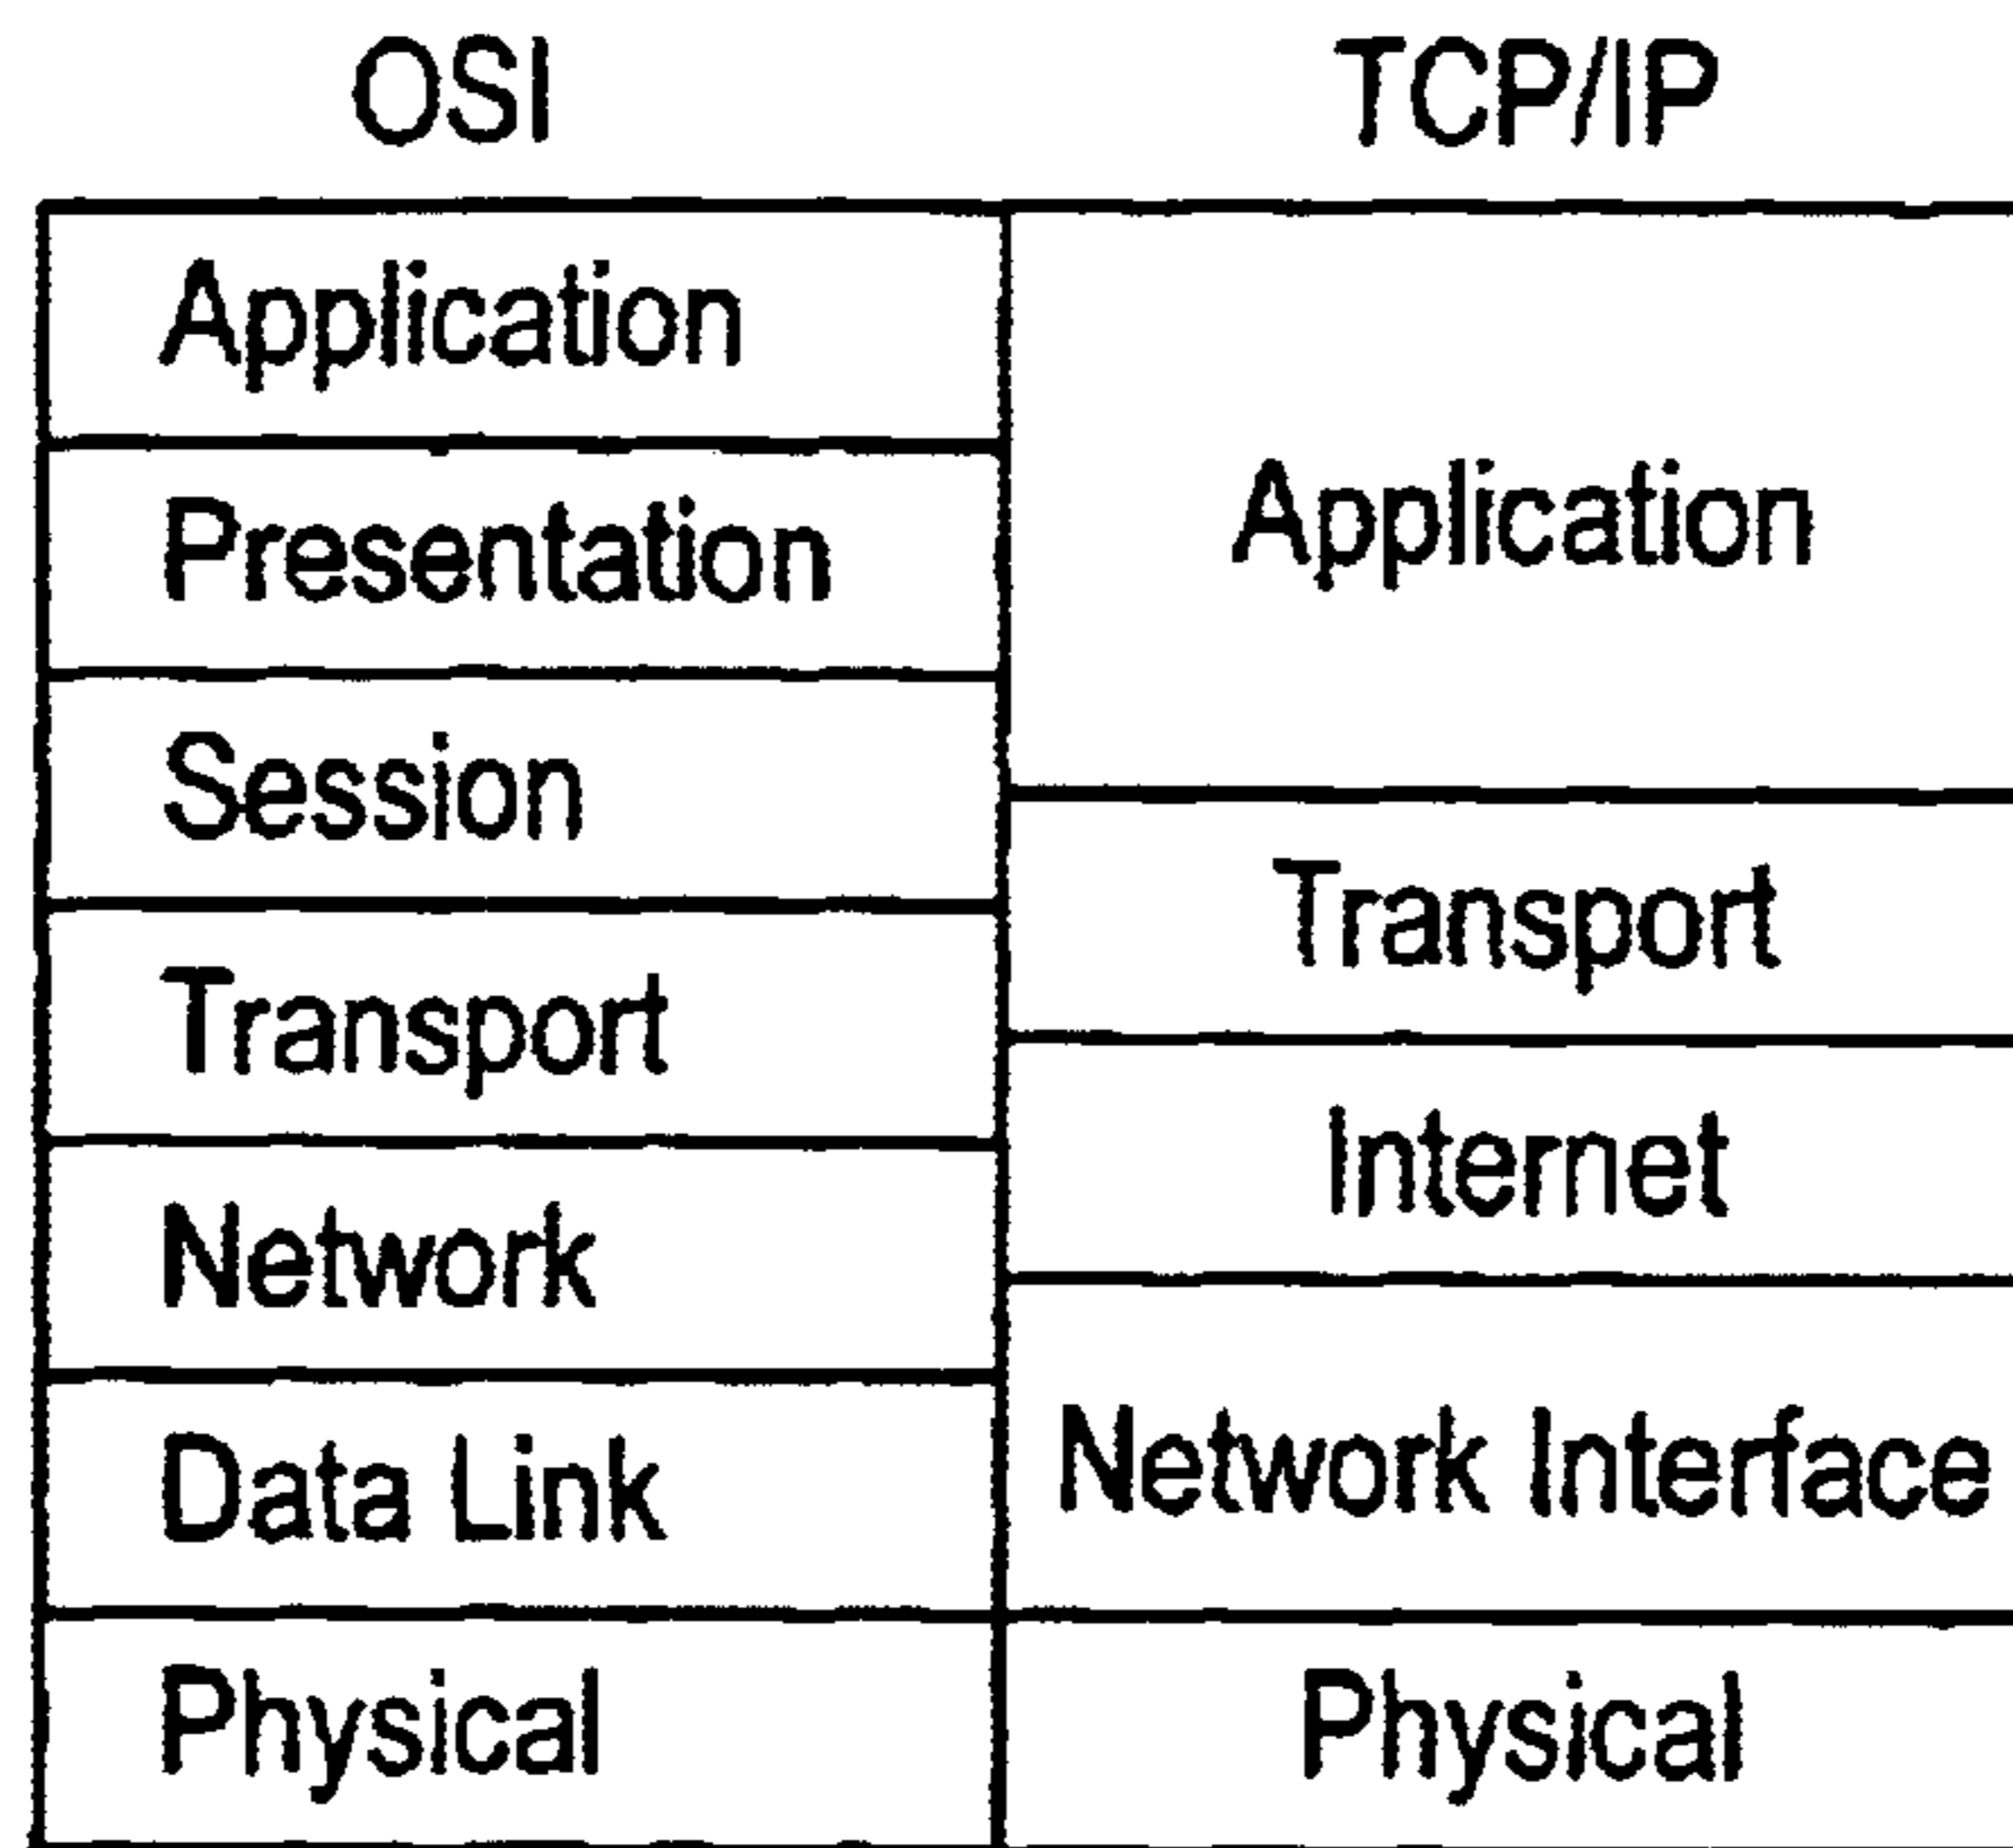 OSI
TCP/IP
Application
Presentation
Session
Transport
Network
Data Link
Physical
Application
Transport
Internet
Network Interface
Physical